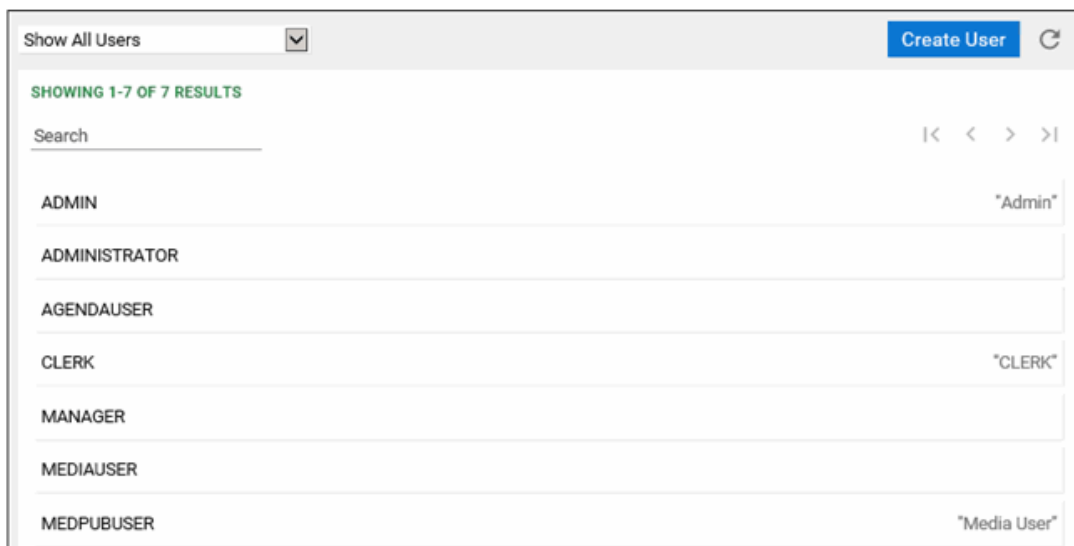 Show All Users Create User
SHOWING 1-7 OF 7 RESULTS
Search
ADMIN "Admin"
ADMINISTRATOR
AGENDAUSER
CLERK "CLERK"
MANAGER
MEDIAUSER
MEDPUBUSER "Media User"